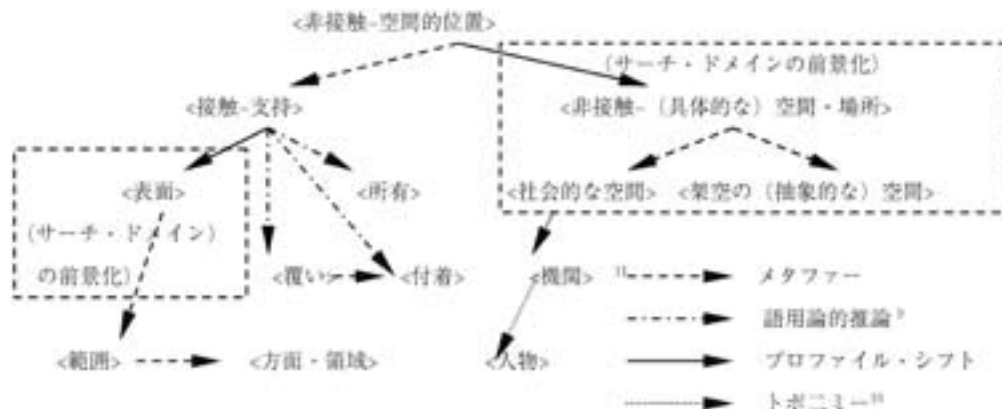 <非接触-空間的位置>
(サーチ・ドメインの前景化)
<接触-支持>
<非接触-(具体的な)空間・場所>
<表面>
<所有>
<社会的な空間>
<架空の(抽象的な)空間>
(サーチ・ドメイン)
の前景化)
<覆い>
<付着>
<機関>
メタファー
語用論的推論⁹
<範囲>
<方面・領域>
<人物>
プロファイル・シフト
トポニミー¹⁰